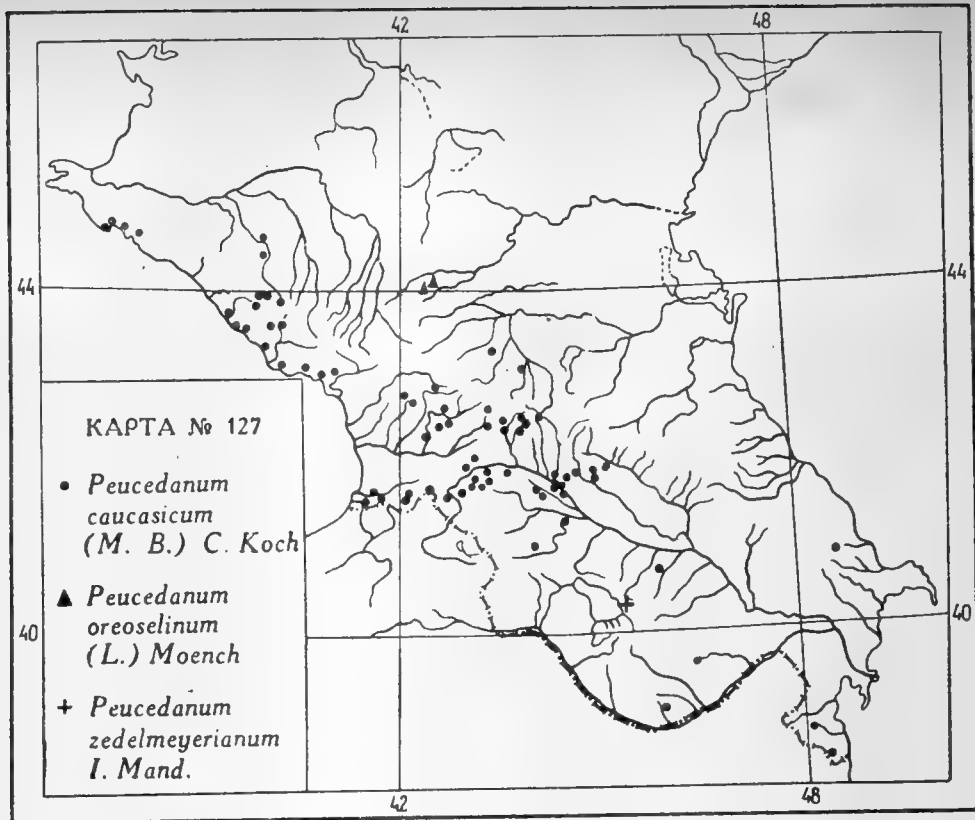 42
48
44
44
КАРТА № 127
• Peucedanum
caucasicum
(M. B.) C. Koch
▲ Peucedanum
oreoselinum
(L.) Moench
+ Peucedanum
zedelmeyerianum
I. Mand.
40
40
42
48